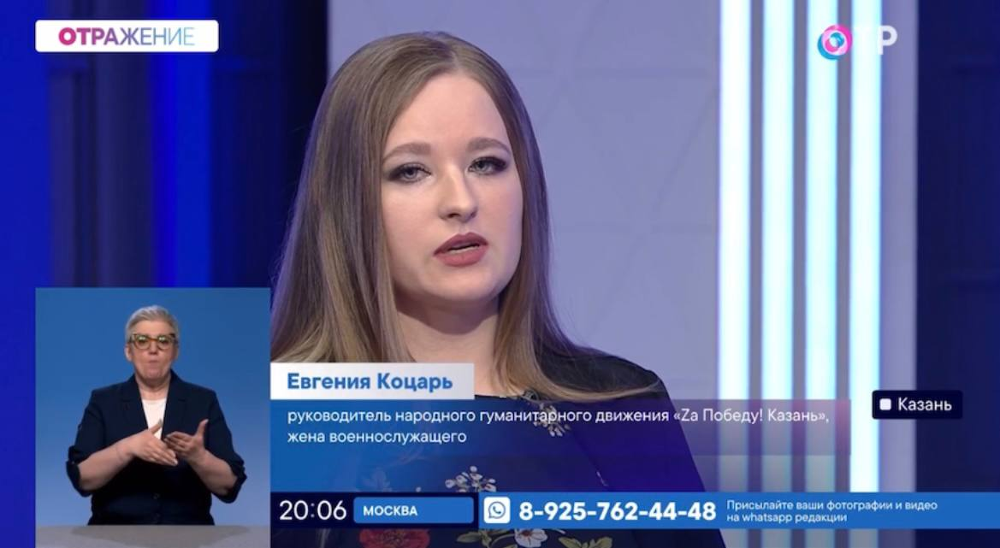 ОТРАЖЕНИЕ
ОТР
Евгения Коцарь
руководитель народного гуманитарного движения «Zа Победу! Казань»,
жена военнослужащего
Казань
20:06 МОСКВА 8-925-762-44-48 Присылайте ваши фотографии и видео
на whatsapp редакции